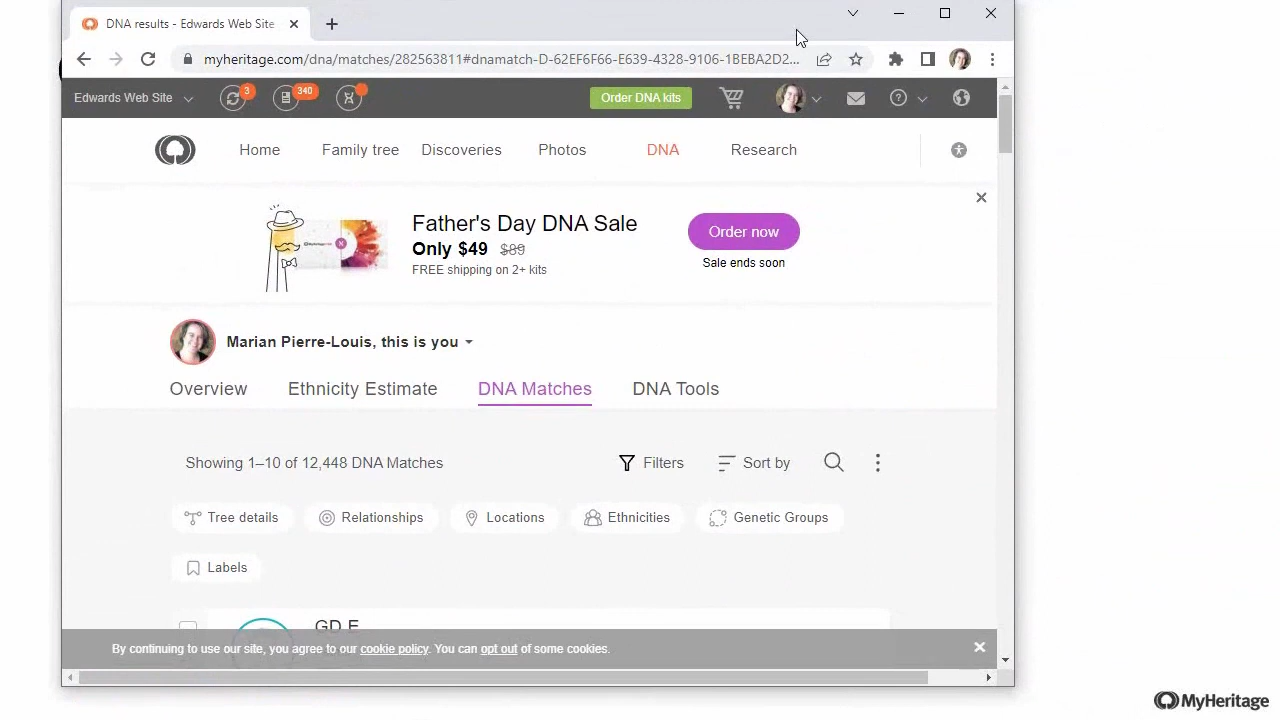 DNA results - Edwards Web Site
myheritage.com/dna/matches/282563811#dnamatch-D-62EF6F66-E639-4328-9106-1BEBA2D2...
Edwards Web Site
3
340
Order DNA kits
Home Family tree Discoveries Photos DNA Research
Father's Day DNA Sale
Only $49 $89
FREE shipping on 2+ kits
Order now
Sale ends soon
Marian Pierre-Louis, this is you
Overview Ethnicity Estimate DNA Matches DNA Tools
Showing 1–10 of 12,448 DNA Matches
Filters Sort by
Tree details Relationships Locations Ethnicities Genetic Groups
Labels
GD E
By continuing to use our site, you agree to our cookie policy. You can opt out of some cookies.
MyHeritage